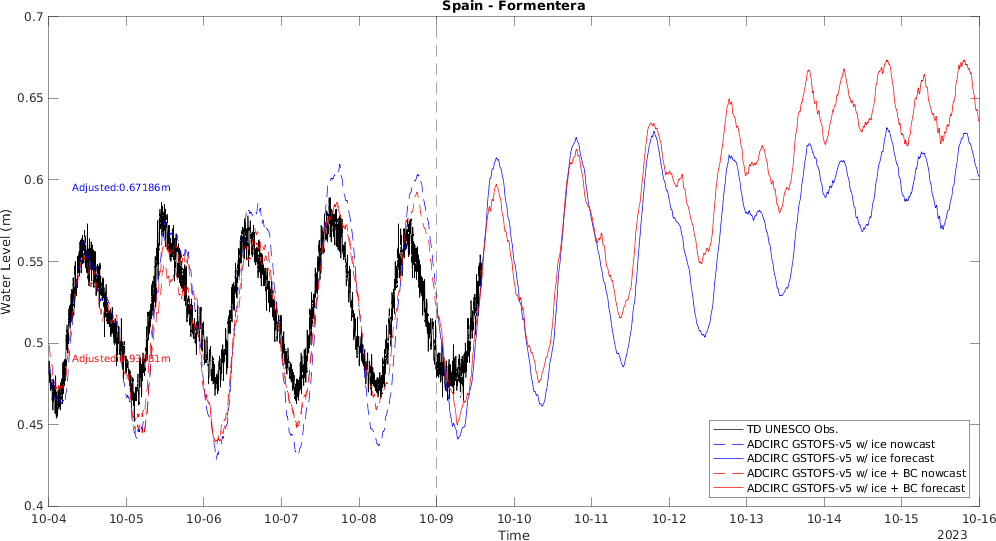 Spain - Formentera
0.7
0.65
0.6
0.55
0.5
0.45
0.4
Water Level (m)
Adjusted:0.67186m
TD UNESCO Obs.
ADCIRC GSTOFS-v5 w/ ice nowcast
ADCIRC GSTOFS-v5 w/ ice forecast
ADCIRC GSTOFS-v5 w/ ice + BC nowcast
ADCIRC GSTOFS-v5 w/ ice + BC forecast
10-04 10-05 10-06 10-07 10-08 10-09 10-10 10-11 10-12 10-13 10-14 10-15 10-16
Time
2023